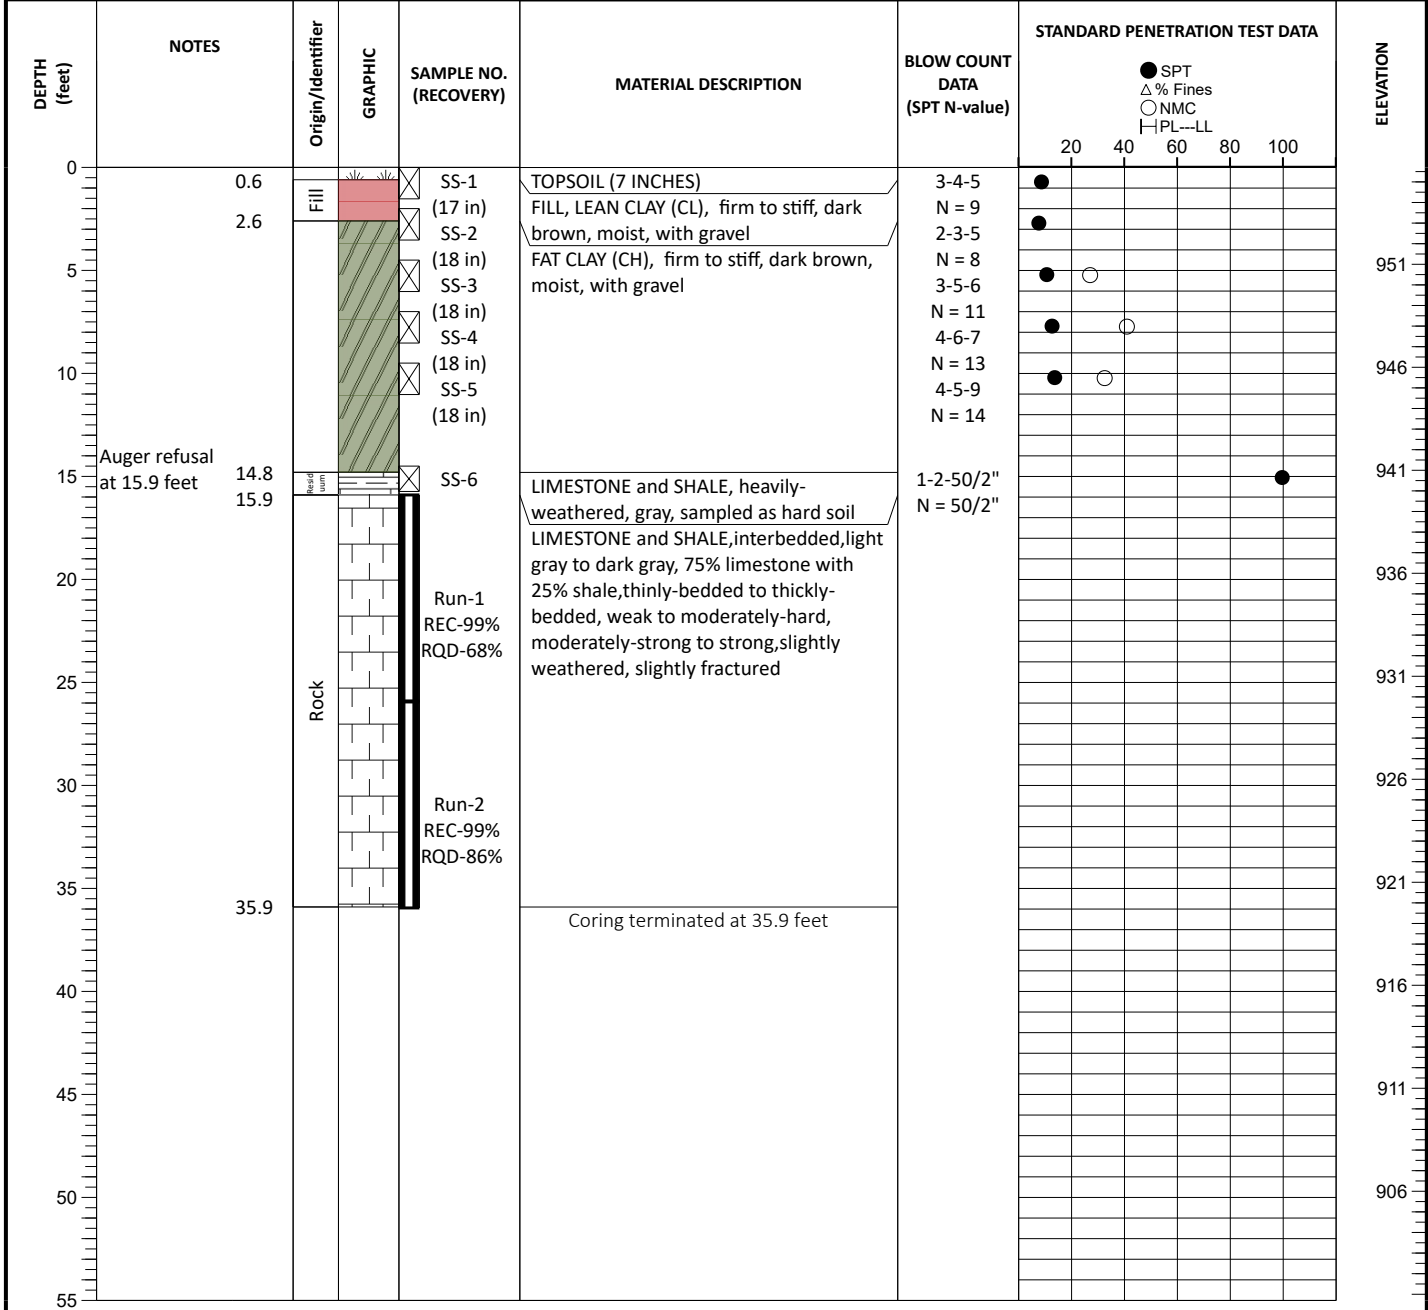 DEPTH
(feet)
NOTES
Origin/Identifier
GRAPHIC
SAMPLE NO.
(RECOVERY)
MATERIAL DESCRIPTION
BLOW COUNT
DATA
(SPT N-value)
STANDARD PENETRATION TEST DATA
SPT
% Fines
NMC
PL---LL
20 40 60 80 100
ELEVATION
0
5
10
15
20
25
30
35
40
45
50
55
0.6
2.6
Auger refusal
at 15.9 feet
14.8
15.9
35.9
Fill
Resid
uum
Rock
SS-1
(17 in)
SS-2
(18 in)
SS-3
(18 in)
SS-4
(18 in)
SS-5
(18 in)
SS-6
Run-1
REC-99%
RQD-68%
Run-2
REC-99%
RQD-86%
TOPSOIL (7 INCHES)
FILL, LEAN CLAY (CL), firm to stiff, dark
brown, moist, with gravel
FAT CLAY (CH), firm to stiff, dark brown,
moist, with gravel
LIMESTONE and SHALE, heavily-
weathered, gray, sampled as hard soil
LIMESTONE and SHALE,interbedded,light
gray to dark gray, 75% limestone with
25% shale,thinly-bedded to thickly-
bedded, weak to moderately-hard,
moderately-strong to strong,slightly
weathered, slightly fractured
Coring terminated at 35.9 feet
3-4-5
N = 9
2-3-5
N = 8
3-5-6
N = 11
4-6-7
N = 13
4-5-9
N = 14
1-2-50/2"
N = 50/2"
951
946
941
936
931
926
921
916
911
906